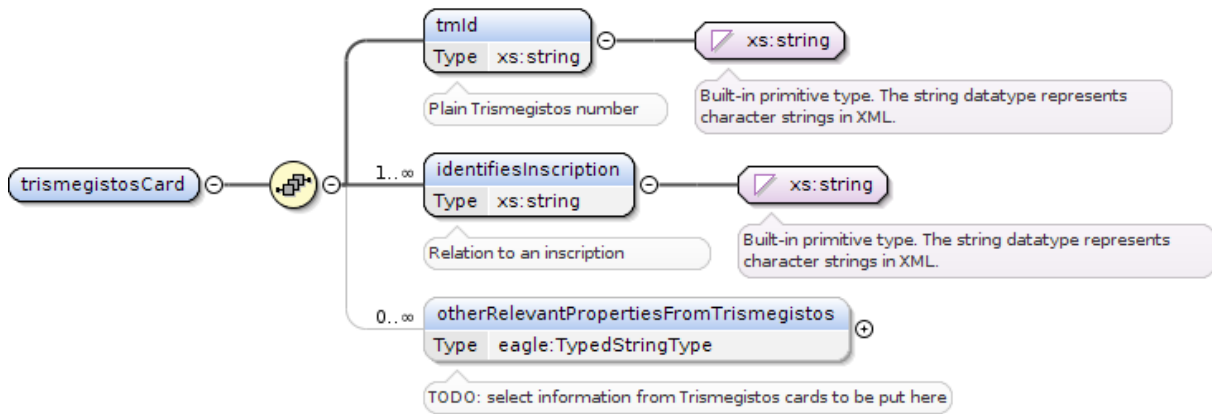 tmId
Type xs:string
xs:string
Plain Trismegistos number
Built-in primitive type. The string datatype represents
character strings in XML.
trismegistosCard
1..∞
identifiesInscription
Type xs:string
xs:string
Relation to an inscription
Built-in primitive type. The string datatype represents
character strings in XML.
0..∞
otherRelevantPropertiesFromTrismegistos
Type eagle:TypedStringType
TODO: select information from Trismegistos cards to be put here